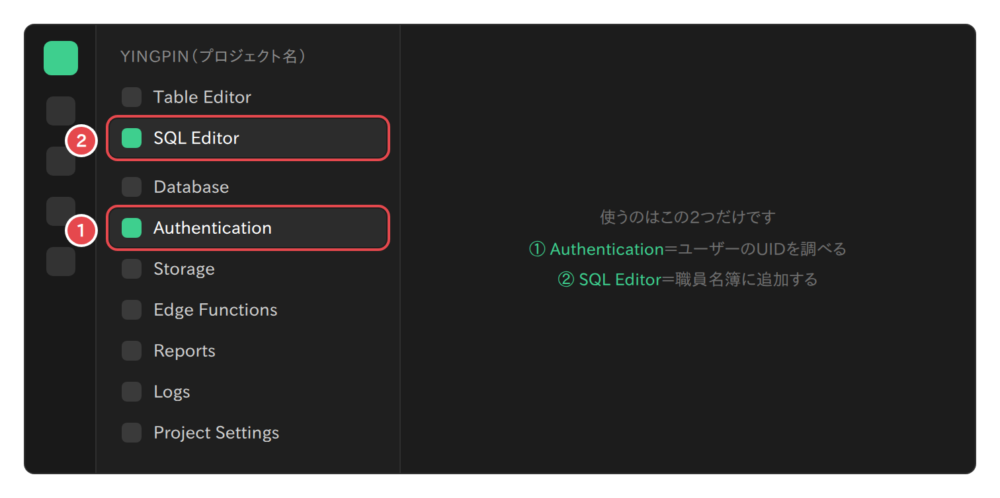 YINGPIN（プロジェクト名）
Table Editor
2
SQL Editor
Database
1
Authentication
Storage
Edge Functions
Reports
Logs
Project Settings
使うのはこの2つだけです
① Authentication＝ユーザーのUIDを調べる
② SQL Editor＝職員名簿に追加する